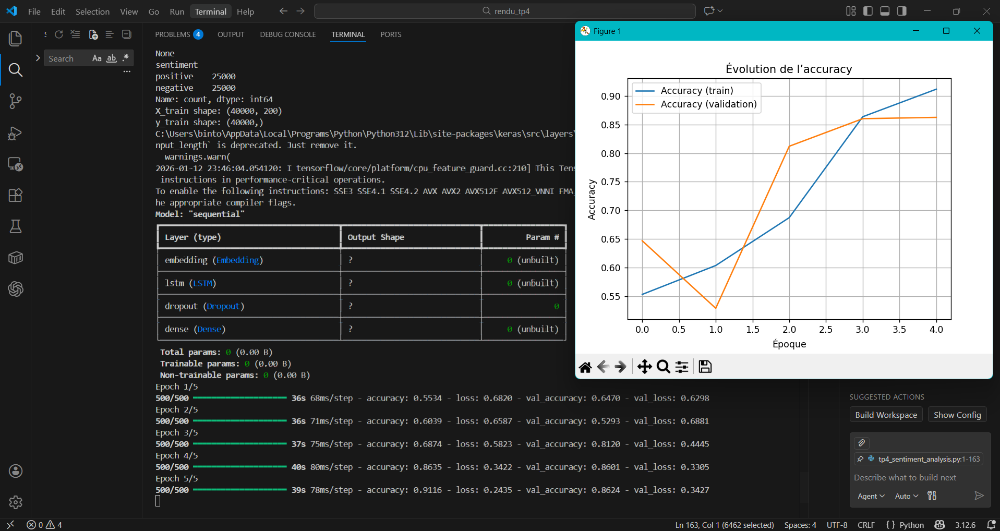 File Edit Selection View Go Run Terminal Help
rendu_tp4
PROBLEMS 4 OUTPUT DEBUG CONSOLE TERMINAL PORTS
Search Aa ab .*
None
sentiment
positive    25000
negative    25000
Name: count, dtype: int64
X_train shape: (40000, 200)
y_train shape: (40000,)
C:\Users\binto\AppData\Local\Programs\Python\Python312\Lib\site-packages\keras\src\layers\
nput_length` is deprecated. Just remove it.
warnings.warn(
2026-01-12 23:46:04.054120: I tensorflow/core/platform/cpu_feature_guard.cc:210] This Tens
instructions in performance-critical operations.
To enable the following instructions: SSE3 SSE4.1 SSE4.2 AVX AVX2 AVX512F AVX512_VNNI FMA,
he appropriate compiler flags.
Model: "sequential"
Layer (type) Output Shape Param #
embedding (Embedding) ? 0 (unbuilt)
lstm (LSTM) ? 0 (unbuilt)
dropout (Dropout) ? 0
dense (Dense) ? 0 (unbuilt)
Total params: 0 (0.00 B)
Trainable params: 0 (0.00 B)
Non-trainable params: 0 (0.00 B)
Epoch 1/5
500/500 36s 68ms/step - accuracy: 0.5534 - loss: 0.6820 - val_accuracy: 0.6470 - val_loss: 0.6298
Epoch 2/5
500/500 36s 71ms/step - accuracy: 0.6039 - loss: 0.6587 - val_accuracy: 0.5293 - val_loss: 0.6881
Epoch 3/5
500/500 37s 75ms/step - accuracy: 0.6874 - loss: 0.5823 - val_accuracy: 0.8120 - val_loss: 0.4445
Epoch 4/5
500/500 40s 80ms/step - accuracy: 0.8635 - loss: 0.3422 - val_accuracy: 0.8601 - val_loss: 0.3305
Epoch 5/5
500/500 39s 78ms/step - accuracy: 0.9116 - loss: 0.2435 - val_accuracy: 0.8624 - val_loss: 0.3427
Figure 1
Évolution de l’accuracy
Accuracy (train)
Accuracy (validation)
0.90
0.85
0.80
0.75
0.70
0.65
0.60
0.55
Accuracy
0.0 0.5 1.0 1.5 2.0 2.5 3.0 3.5 4.0
Époque
SUGGESTED ACTIONS
Build Workspace Show Config
tp4_sentiment_analysis.py:1-163
Describe what to build next
Agent Auto
0 4
Ln 163, Col 1 (6462 selected) Spaces: 4 UTF-8 CRLF { } Python 3.12.6